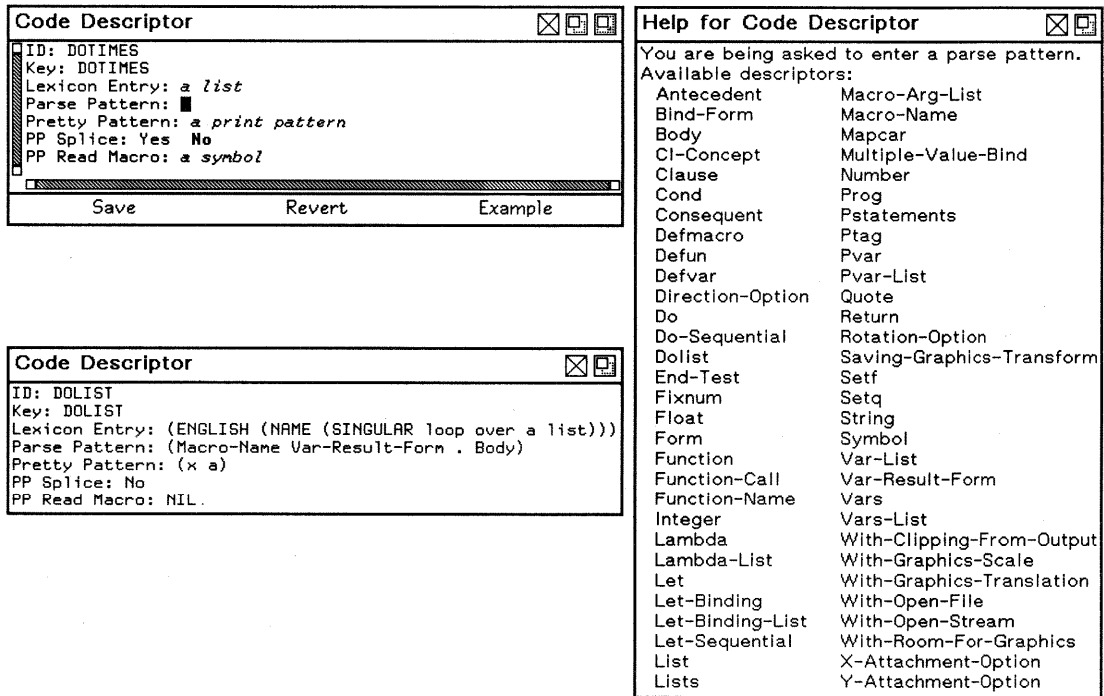 Code Descriptor
ID: DOTIMES
Key: DOTIMES
Lexicon Entry: a list
Parse Pattern:
Pretty Pattern: a print pattern
PP Splice: Yes No
PP Read Macro: a symbol
Save Revert Example
Code Descriptor
ID: DOLIST
Key: DOLIST
Lexicon Entry: (ENGLISH (NAME (SINGULAR loop over a list)))
Parse Pattern: (Macro-Name Var-Result-Form . Body)
Pretty Pattern: (x a)
PP Splice: No
PP Read Macro: NIL.
Help for Code Descriptor
You are being asked to enter a parse pattern.
Available descriptors:
Antecedent Macro-Arg-List
Bind-Form Macro-Name
Body Mapcar
Cl-Concept Multiple-Value-Bind
Clause Number
Cond Prog
Consequent Pstatements
Defmacro Ptag
Defun Pvar
Defvar Pvar-List
Direction-Option Quote
Do Return
Do-Sequential Rotation-Option
Dolist Saving-Graphics-Transform
End-Test Setf
Fixnum Setq
Float String
Form Symbol
Function Var-List
Function-Call Var-Result-Form
Function-Name Vars
Integer Vars-List
Lambda With-Clipping-From-Output
Lambda-List With-Graphics-Scale
Let With-Graphics-Translation
Let-Binding With-Open-File
Let-Binding-List With-Open-Stream
Let-Sequential With-Room-For-Graphics
List X-Attachment-Option
Lists Y-Attachment-Option